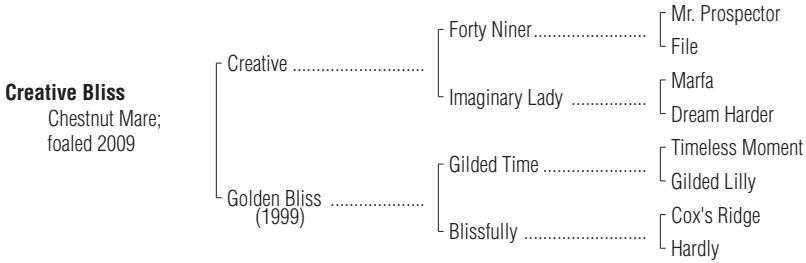 Mr. Prospector
Forty Niner
File
Creative
Marfa
Imaginary Lady
Dream Harder
Creative Bliss
Chestnut Mare;
foaled 2009
Timeless Moment
Gilded Time
Gilded Lilly
Golden Bliss
(1999)
Cox's Ridge
Blissfully
Hardly